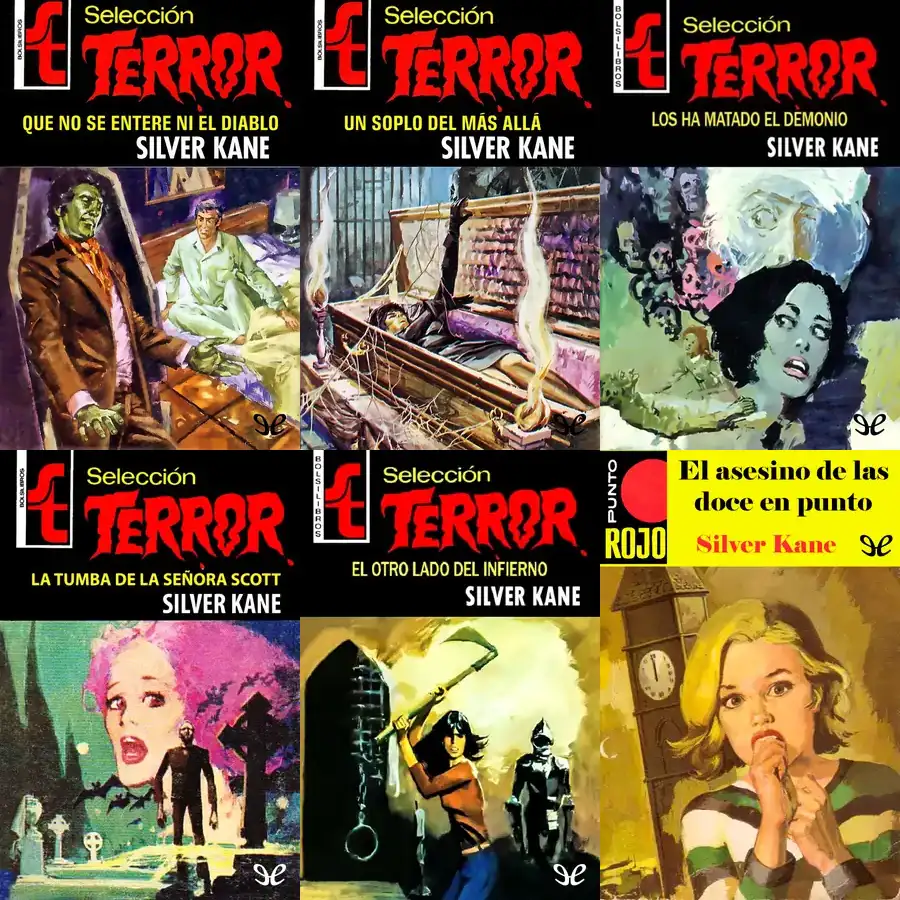 BOLSILIBROS
Selección
TERROR
QUE NO SE ENTERE NI EL DIABLO
SILVER KANE
BOLSILIBROS
Selección
TERROR
UN SOPLO DEL MÁS ALLÁ
SILVER KANE
BOLSILIBROS
Selección
TERROR
LOS HA MATADO EL DEMONIO
SILVER KANE
BOLSILIBROS
Selección
TERROR
LA TUMBA DE LA SEÑORA SCOTT
SILVER KANE
BOLSILIBROS
Selección
TERROR
EL OTRO LADO DEL INFIERNO
SILVER KANE
PUNTO
ROJO
El asesino de las
doce en punto
Silver Kane